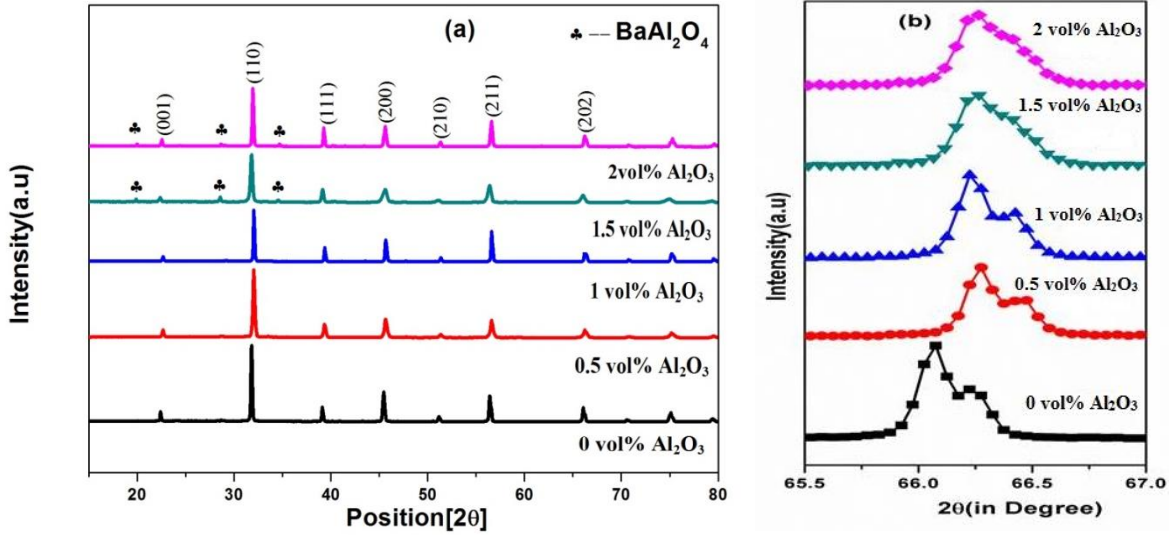 (a)
♣ — BaAl₂O₄
(001)
(110)
(111)
(200)
(210)
(211)
(202)
♣ ♣ ♣
2vol% Al₂O₃
♣ ♣ ♣
1.5 vol% Al₂O₃
1 vol% Al₂O₃
0.5 vol% Al₂O₃
0 vol% Al₂O₃
Intensity(a.u)
20 30 40 50 60 70 80
Position[2θ]
(b)
2 vol% Al₂O₃
1.5 vol% Al₂O₃
1 vol% Al₂O₃
0.5 vol% Al₂O₃
0 vol% Al₂O₃
Intensity(a.u)
65.5 66.0 66.5 67.0
2θ(in Degree)